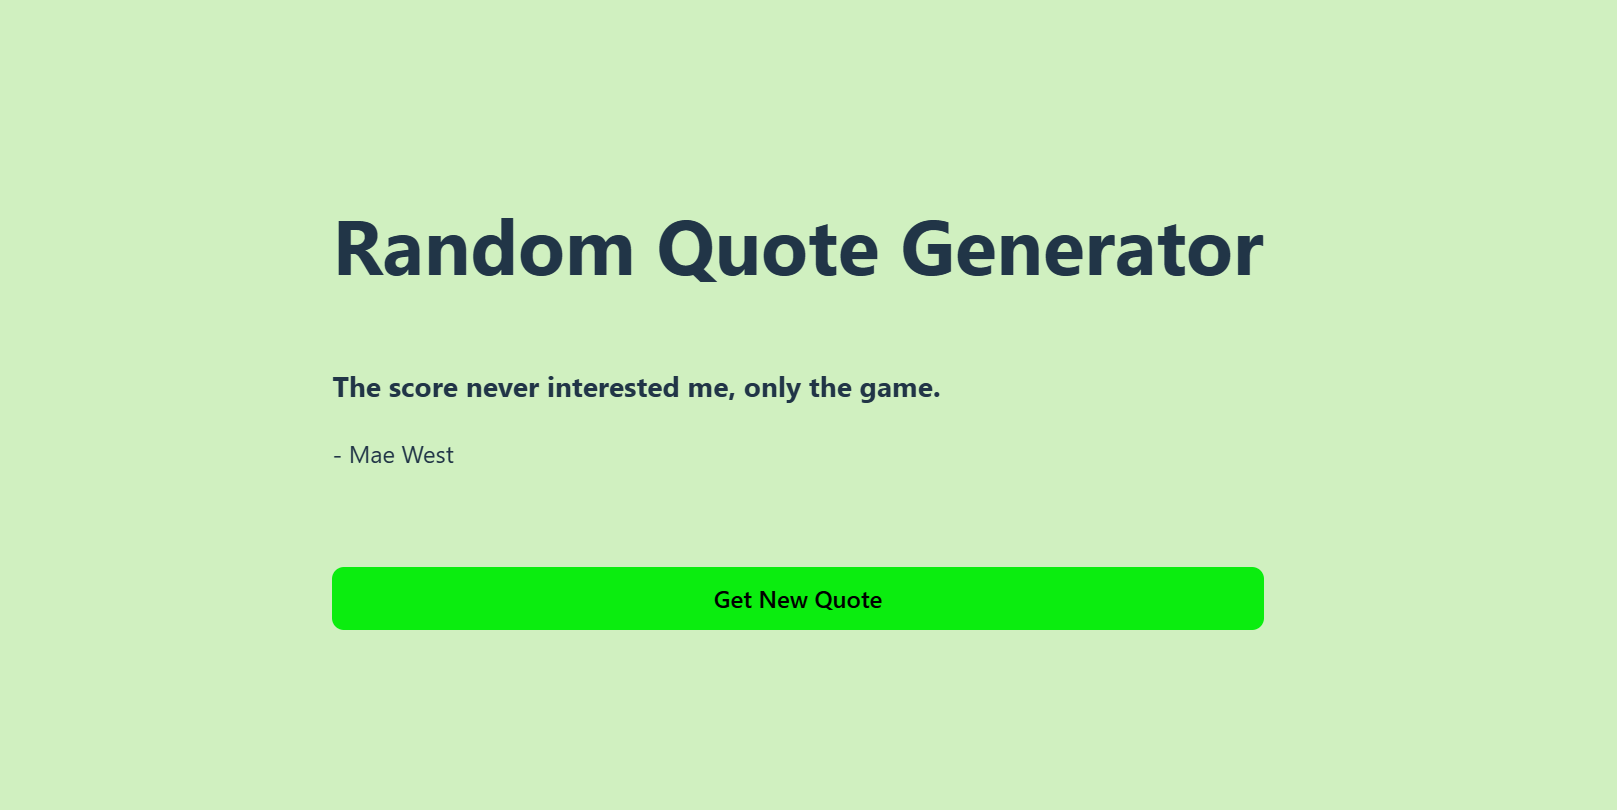 Random Quote Generator
The score never interested me, only the game.
- Mae West
Get New Quote